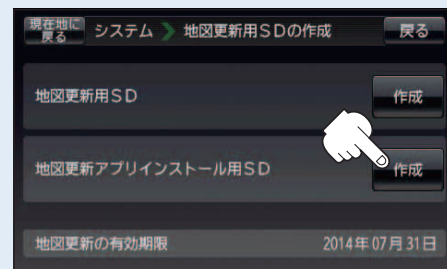 現在地に
戻る
システム 地図更新用SDの作成
戻る
地図更新用SD
作成
地図更新アプリインストール用SD
作成
地図更新の有効期限 2014年07月31日